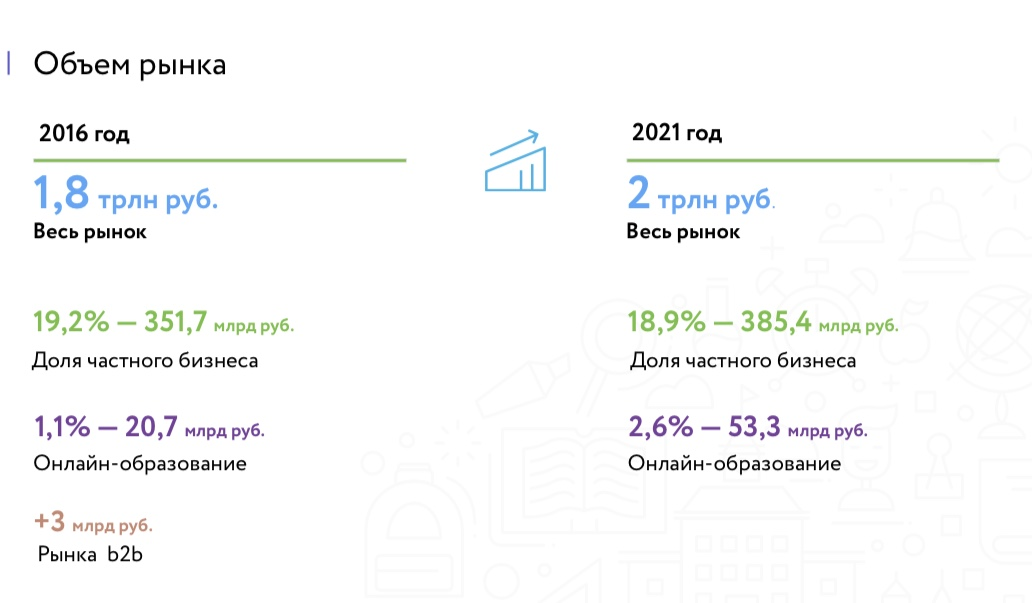 Объем рынка
2016 год
1,8 трлн руб.
Весь рынок
19,2% — 351,7 млрд руб.
Доля частного бизнеса
1,1% — 20,7 млрд руб.
Онлайн-образование
+3 млрд руб.
Рынка b2b
2021 год
2 трлн руб.
Весь рынок
18,9% — 385,4 млрд руб.
Доля частного бизнеса
2,6% — 53,3 млрд руб.
Онлайн-образование